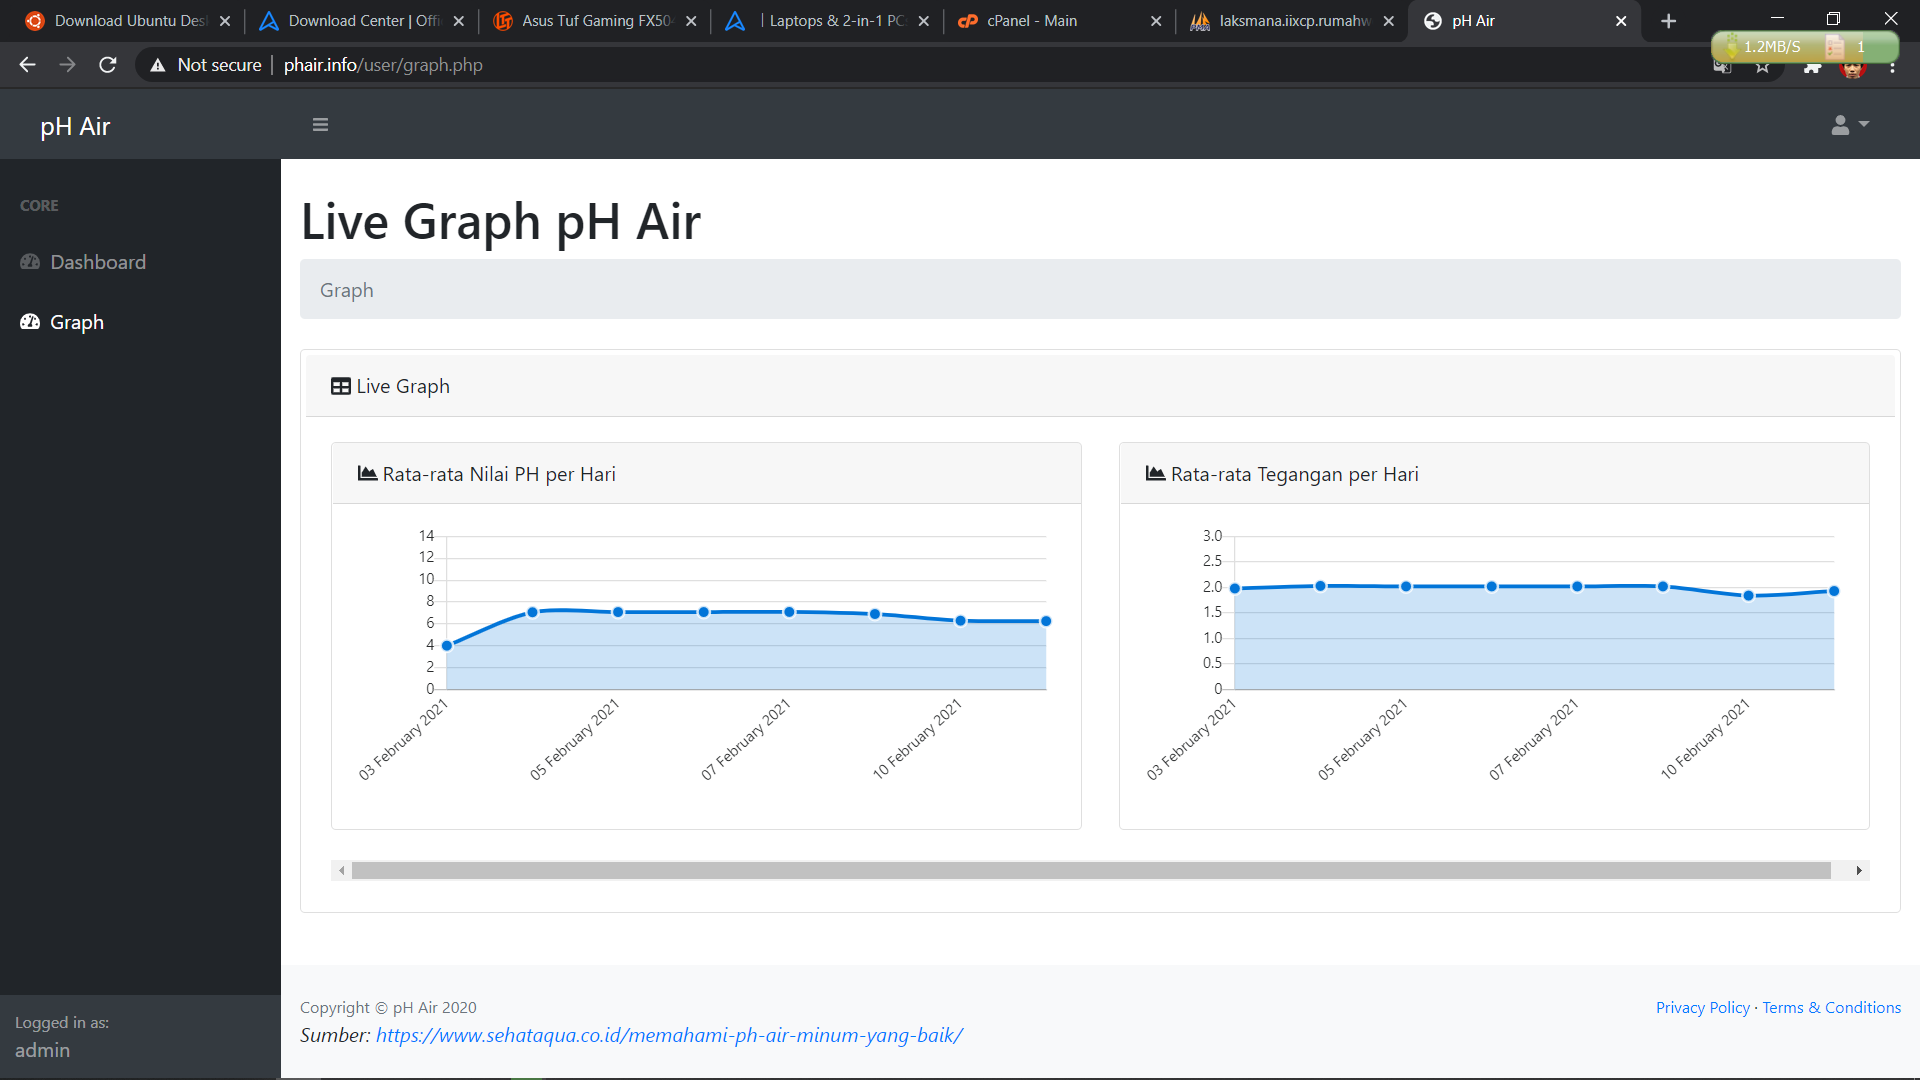 Download Ubuntu Des
Download Center | Offi
Asus Tuf Gaming FX504
| Laptops & 2-in-1 PC
cPanel - Main
laksmana.iixcp.rumahw
pH Air
1.2MB/S 1
Not secure | phair.info/user/graph.php
pH Air
CORE
Dashboard
Graph
Logged in as:
admin
Live Graph pH Air
Graph
Live Graph
Rata-rata Nilai PH per Hari
14
12
10
8
6
4
2
0
03 February 2021
05 February 2021
07 February 2021
10 February 2021
Rata-rata Tegangan per Hari
3.0
2.5
2.0
1.5
1.0
0.5
0
03 February 2021
05 February 2021
07 February 2021
10 February 2021
Copyright © pH Air 2020
Privacy Policy · Terms & Conditions
Sumber: https://www.sehataqua.co.id/memahami-ph-air-minum-yang-baik/